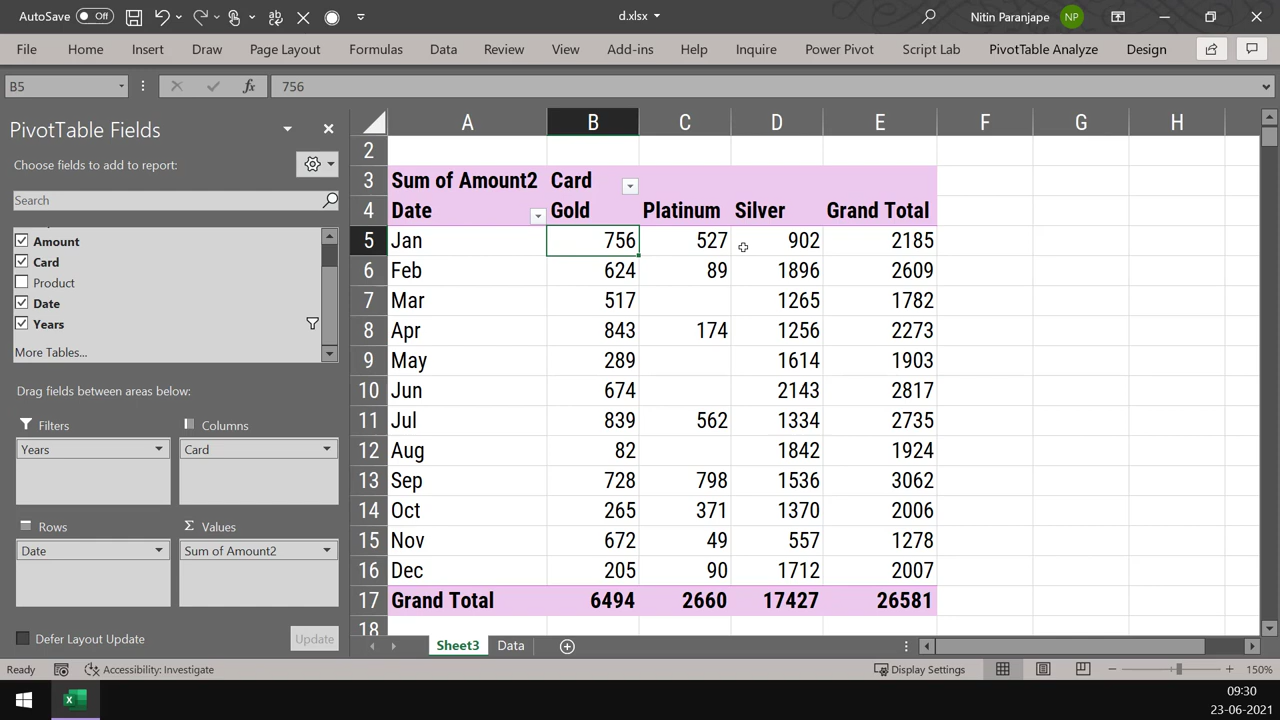 AutoSave Off d.xlsx Nitin Paranjape NP
File Home Insert Draw Page Layout Formulas Data Review View Add-ins Help Inquire Power Pivot Script Lab PivotTable Analyze Design
B5 fx 756
PivotTable Fields
Choose fields to add to report:
Search
Amount
Card
Product
Date
Years
More Tables...
Drag fields between areas below:
Filters Columns
Years Card
Rows Σ Values
Date Sum of Amount2
Defer Layout Update Update
A B C D E F G H
2
3 Sum of Amount2 Card
4 Date Gold Platinum Silver Grand Total
5 Jan 756 527 902 2185
6 Feb 624 89 1896 2609
7 Mar 517 1265 1782
8 Apr 843 174 1256 2273
9 May 289 1614 1903
10 Jun 674 2143 2817
11 Jul 839 562 1334 2735
12 Aug 82 1842 1924
13 Sep 728 798 1536 3062
14 Oct 265 371 1370 2006
15 Nov 672 49 557 1278
16 Dec 205 90 1712 2007
17 Grand Total 6494 2660 17427 26581
18
Sheet3 Data
Ready Accessibility: Investigate Display Settings 150%
09:30
23-06-2021